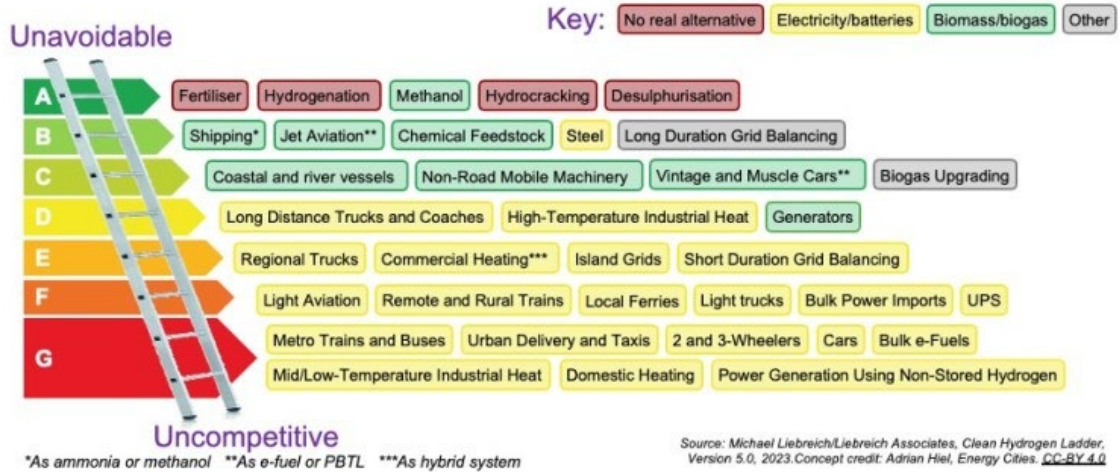 Key: No real alternative Electricity/batteries Biomass/biogas Other
Unavoidable
A Fertiliser Hydrogenation Methanol Hydrocracking Desulphurisation
B Shipping* Jet Aviation** Chemical Feedstock Steel Long Duration Grid Balancing
C Coastal and river vessels Non-Road Mobile Machinery Vintage and Muscle Cars** Biogas Upgrading
D Long Distance Trucks and Coaches High-Temperature Industrial Heat Generators
E Regional Trucks Commercial Heating*** Island Grids Short Duration Grid Balancing
F Light Aviation Remote and Rural Trains Local Ferries Light trucks Bulk Power Imports UPS
G Metro Trains and Buses Urban Delivery and Taxis 2 and 3-Wheelers Cars Bulk e-Fuels
Mid/Low-Temperature Industrial Heat Domestic Heating Power Generation Using Non-Stored Hydrogen
Uncompetitive
*As ammonia or methanol **As e-fuel or PBTL ***As hybrid system
Source: Michael Liebreich/Liebreich Associates, Clean Hydrogen Ladder,
Version 5.0, 2023.Concept credit: Adrian Hiel, Energy Cities. CC-BY 4.0